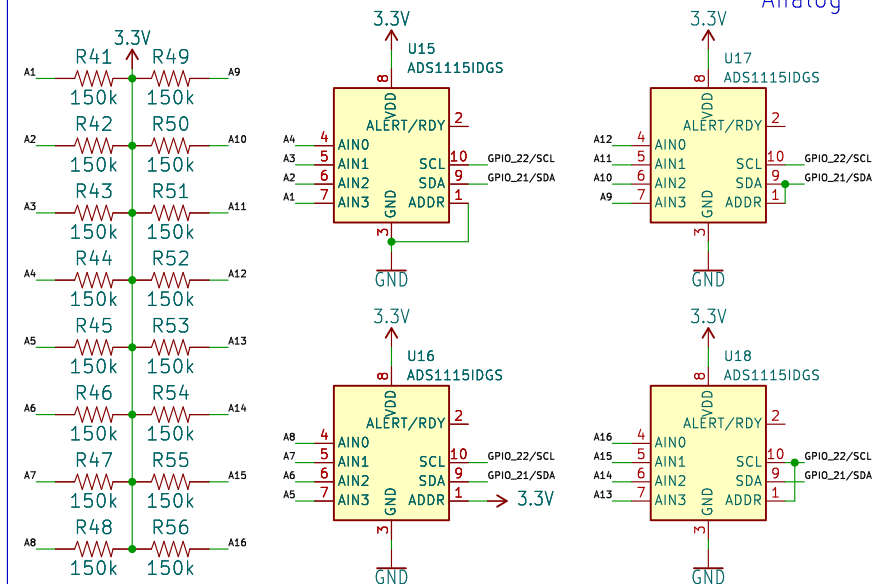 Analog
3.3V
R41 R49
A1 A9
150k 150k
R42 R50
A2 A10
150k 150k
R43 R51
A3 A11
150k 150k
R44 R52
A4 A12
150k 150k
R45 R53
A5 A13
150k 150k
R46 R54
A6 A14
150k 150k
R47 R55
A7 A15
150k 150k
R48 R56
A8 A16
150k 150k
3.3V
U15
ADS1115IDGS
8
VDD
ALERT/RDY 2
A4 4 AIN0
A3 5 AIN1 SCL 10 GPIO_22/SCL
A2 6 AIN2 SDA 9 GPIO_21/SDA
A1 7 AIN3 ADDR 1
GND
3
GND
3.3V
U17
ADS1115IDGS
8
VDD
ALERT/RDY 2
A12 4 AIN0
A11 5 AIN1 SCL 10 GPIO_22/SCL
A10 6 AIN2 SDA 9 GPIO_21/SDA
A9 7 AIN3 ADDR 1
GND
3
GND
3.3V
U16
ADS1115IDGS
8
VDD
ALERT/RDY 2
A8 4 AIN0
A7 5 AIN1 SCL 10 GPIO_22/SCL
A6 6 AIN2 SDA 9 GPIO_21/SDA
A5 7 AIN3 ADDR 1 3.3V
GND
3
GND
3.3V
U18
ADS1115IDGS
8
VDD
ALERT/RDY 2
A16 4 AIN0
A15 5 AIN1 SCL 10 GPIO_22/SCL
A14 6 AIN2 SDA 9 GPIO_21/SDA
A13 7 AIN3 ADDR 1
GND
3
GND